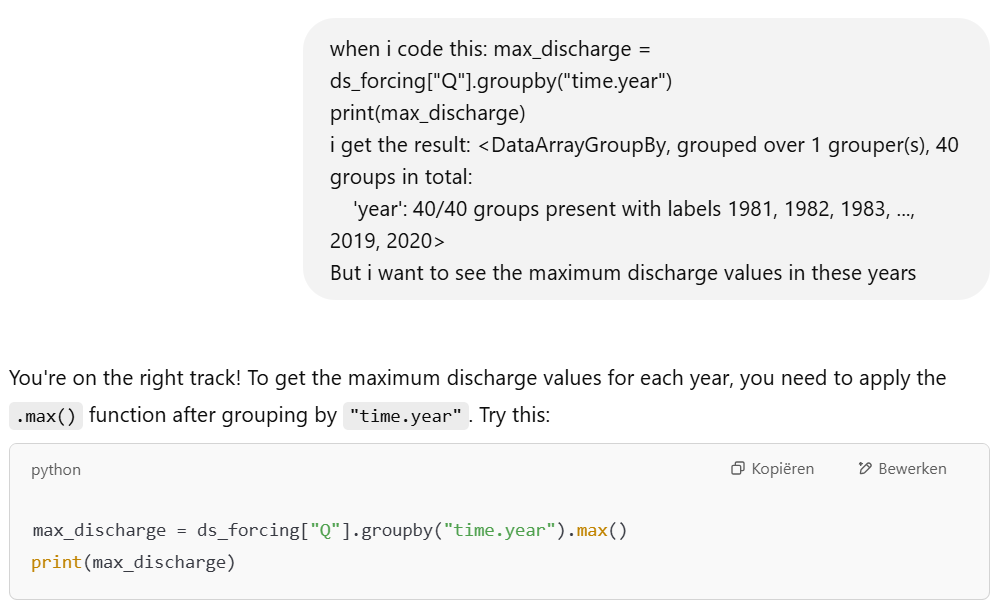 when i code this: max_discharge =
ds_forcing["Q"].groupby("time.year")
print(max_discharge)
i get the result: <DataArrayGroupBy, grouped over 1 grouper(s), 40
groups in total:
    'year': 40/40 groups present with labels 1981, 1982, 1983, ...,
2019, 2020>
But i want to see the maximum discharge values in these years
You're on the right track! To get the maximum discharge values for each year, you need to apply the
.max() function after grouping by "time.year". Try this:
python Kopiëren Bewerken
max_discharge = ds_forcing["Q"].groupby("time.year").max()
print(max_discharge)